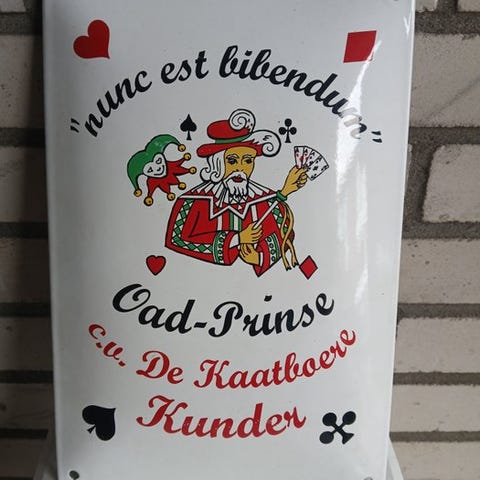 "nunc est bibendum"
Oad-Prinse
c.v. De Kaatboere
Kunder